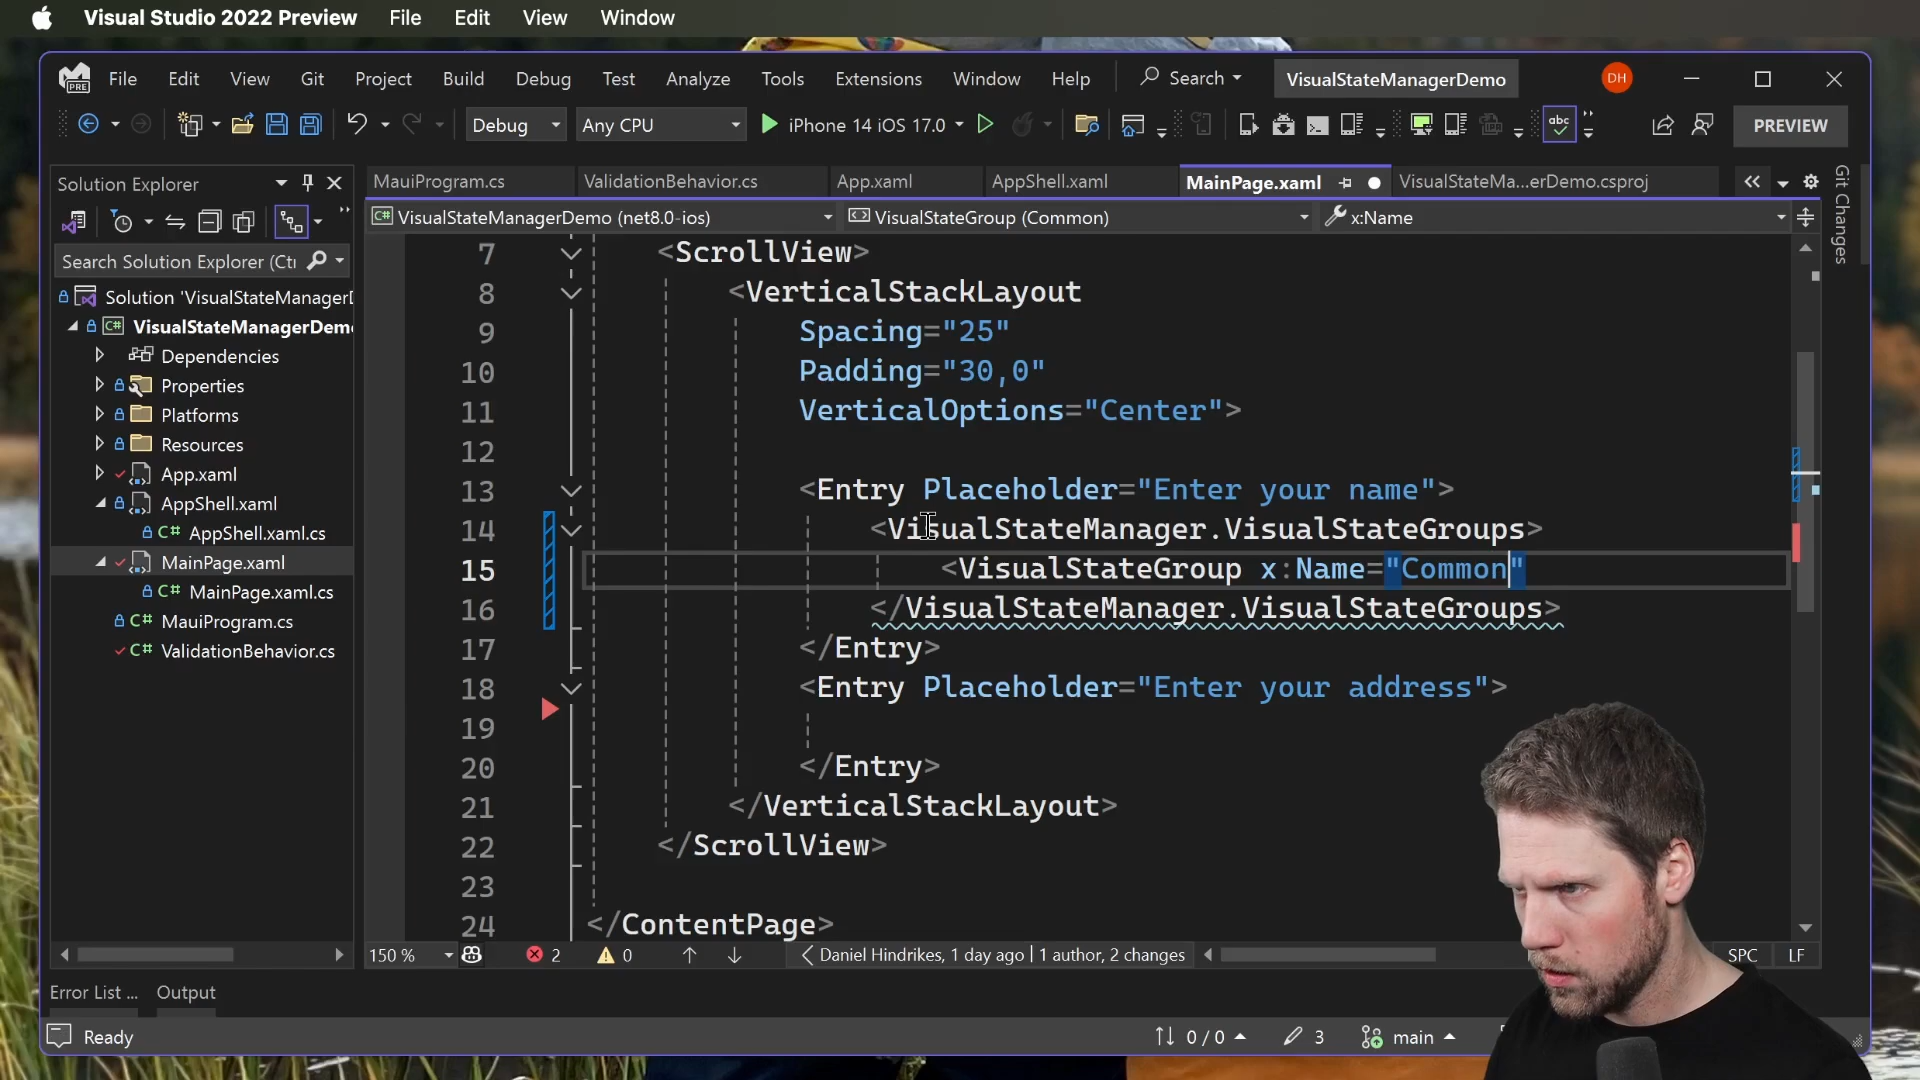 Visual Studio 2022 Preview File Edit View Window
PRE File Edit View Git Project Build Debug Test Analyze Tools Extensions Window Help Search VisualStateManagerDemo DH
Debug Any CPU iPhone 14 iOS 17.0 abc PREVIEW
Solution Explorer
MauiProgram.cs ValidationBehavior.cs App.xaml AppShell.xaml MainPage.xaml VisualStateMa...erDemo.csproj
Git Changes
VisualStateManagerDemo (net8.0-ios) VisualStateGroup (Common) x:Name
Search Solution Explorer (Ctr
Solution 'VisualStateManagerD
VisualStateManagerDemo
Dependencies
Properties
Platforms
Resources
App.xaml
AppShell.xaml
AppShell.xaml.cs
MainPage.xaml
MainPage.xaml.cs
MauiProgram.cs
ValidationBehavior.cs
7 <ScrollView>
8 <VerticalStackLayout
9 Spacing="25"
10 Padding="30,0"
11 VerticalOptions="Center">
12
13 <Entry Placeholder="Enter your name">
14 <VisualStateManager.VisualStateGroups>
15 <VisualStateGroup x:Name="Common"
16 </VisualStateManager.VisualStateGroups>
17 </Entry>
18 <Entry Placeholder="Enter your address">
19
20 </Entry>
21 </VerticalStackLayout>
22 </ScrollView>
23
24 </ContentPage>
150 % 2 0 Daniel Hindrikes, 1 day ago | 1 author, 2 changes SPC LF
Error List ... Output
Ready 0 / 0 3 main